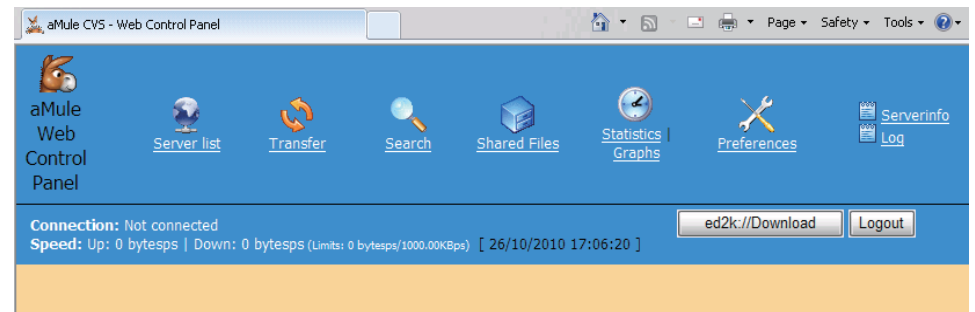 aMule CVS - Web Control Panel
Page Safety Tools
aMule
Web
Control
Panel
Server list
Transfer
Search
Shared Files
Statistics |
Graphs
Preferences
Serverinfo
Log
Connection: Not connected
Speed: Up: 0 bytesps | Down: 0 bytesps (Limits: 0 bytesps/1000.00KBps) [ 26/10/2010 17:06:20 ]
ed2k://Download
Logout